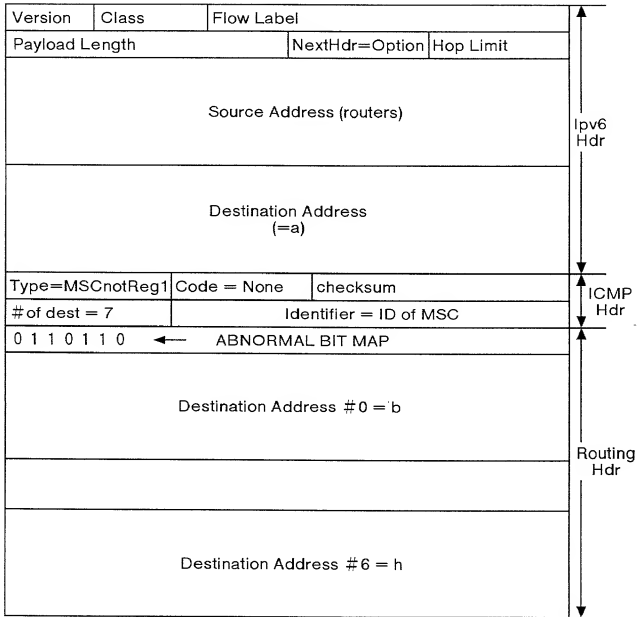 Version Class Flow Label
Payload Length NextHdr=Option Hop Limit
Source Address (routers)
Ipv6
Hdr
Destination Address
(=a)
Type=MSCnotReg1 Code = None checksum
ICMP
Hdr
#of dest = 7 Identifier = ID of MSC
0 1 1 0 1 1 0 ← ABNORMAL BIT MAP
Destination Address #0 = b
Routing
Hdr
Destination Address #6 = h